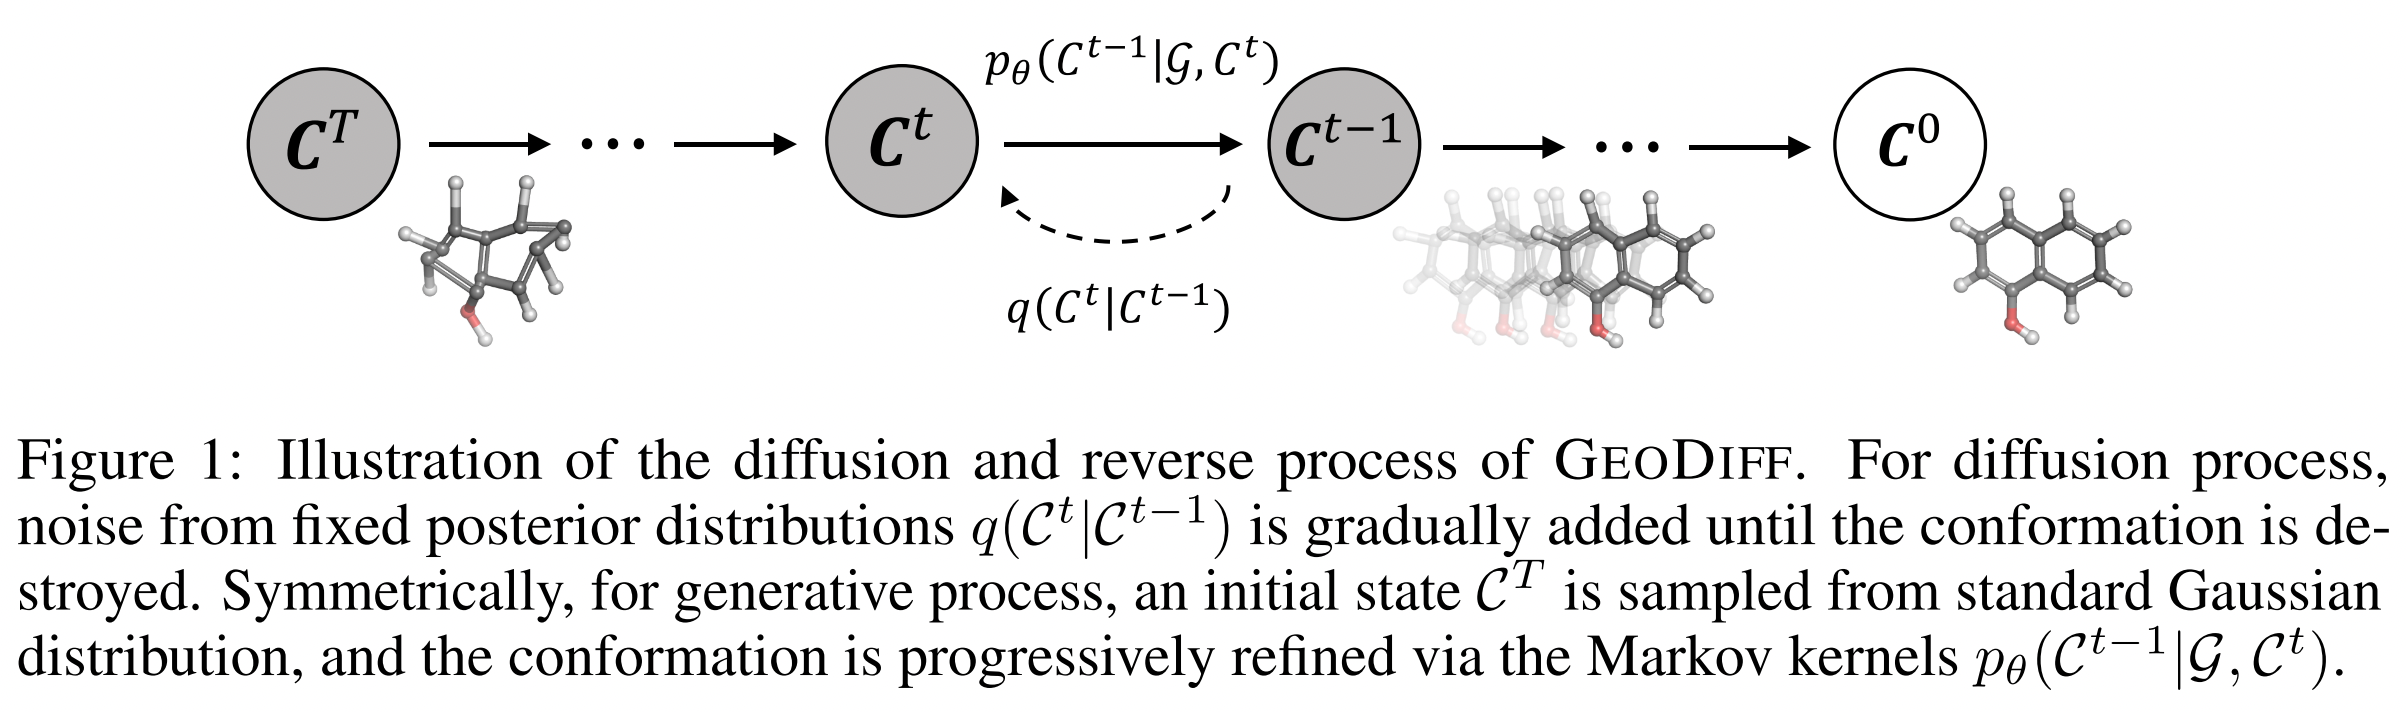 p_θ(C^{t−1}|𝒢, C^t)
C^T
···
C^t
C^{t−1}
···
C^0
q(C^t|C^{t−1})
Figure 1: Illustration of the diffusion and reverse process of GEODIFF. For diffusion process,
noise from fixed posterior distributions q(𝒞^t|𝒞^{t−1}) is gradually added until the conformation is de-
stroyed. Symmetrically, for generative process, an initial state 𝒞^T is sampled from standard Gaussian
distribution, and the conformation is progressively refined via the Markov kernels p_θ(𝒞^{t−1}|𝒢, 𝒞^t).